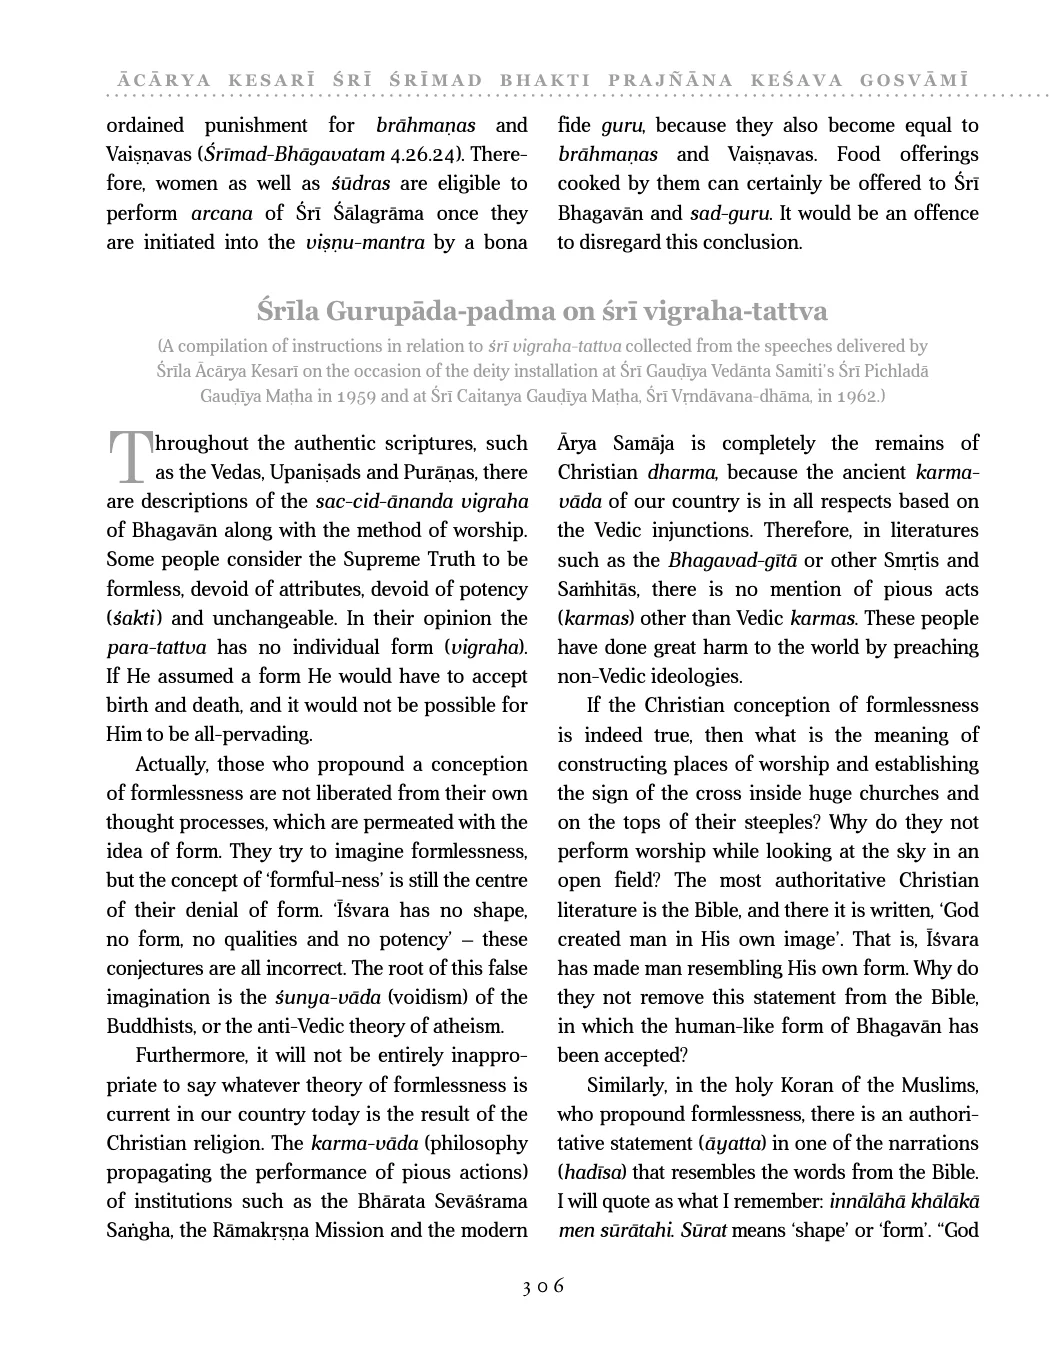 ĀCĀRYA KESARĪ ŚRĪ ŚRĪMAD BHAKTI PRAJÑĀNA KEŚAVA GOSVĀMĪ
ordained punishment for brāhmaṇas and
Vaiṣṇavas (Śrīmad-Bhāgavatam 4.26.24). There-
fore, women as well as śūdras are eligible to
perform arcana of Śrī Śālagrāma once they
are initiated into the viṣṇu-mantra by a bona
fide guru, because they also become equal to
brāhmaṇas and Vaiṣṇavas. Food offerings
cooked by them can certainly be offered to Śrī
Bhagavān and sad-guru. It would be an offence
to disregard this conclusion.
Śrīla Gurupāda-padma on śrī vigraha-tattva
(A compilation of instructions in relation to śrī vigraha-tattva collected from the speeches delivered by
Śrīla Ācārya Kesarī on the occasion of the deity installation at Śrī Gauḍīya Vedānta Samiti's Śrī Pichladā
Gauḍīya Maṭha in 1959 and at Śrī Caitanya Gauḍīya Maṭha, Śrī Vṛndāvana-dhāma, in 1962.)
Throughout the authentic scriptures, such
as the Vedas, Upaniṣads and Purāṇas, there
are descriptions of the sac-cid-ānanda vigraha
of Bhagavān along with the method of worship.
Some people consider the Supreme Truth to be
formless, devoid of attributes, devoid of potency
(śakti) and unchangeable. In their opinion the
para-tattva has no individual form (vigraha).
If He assumed a form He would have to accept
birth and death, and it would not be possible for
Him to be all-pervading.
Actually, those who propound a conception
of formlessness are not liberated from their own
thought processes, which are permeated with the
idea of form. They try to imagine formlessness,
but the concept of 'formful-ness' is still the centre
of their denial of form. 'Īśvara has no shape,
no form, no qualities and no potency' – these
conjectures are all incorrect. The root of this false
imagination is the śunya-vāda (voidism) of the
Buddhists, or the anti-Vedic theory of atheism.
Furthermore, it will not be entirely inappro-
priate to say whatever theory of formlessness is
current in our country today is the result of the
Christian religion. The karma-vāda (philosophy
propagating the performance of pious actions)
of institutions such as the Bhārata Sevāśrama
Saṅgha, the Rāmakṛṣṇa Mission and the modern
Ārya Samāja is completely the remains of
Christian dharma, because the ancient karma-
vāda of our country is in all respects based on
the Vedic injunctions. Therefore, in literatures
such as the Bhagavad-gītā or other Smṛtis and
Saṁhitās, there is no mention of pious acts
(karmas) other than Vedic karmas. These people
have done great harm to the world by preaching
non-Vedic ideologies.
If the Christian conception of formlessness
is indeed true, then what is the meaning of
constructing places of worship and establishing
the sign of the cross inside huge churches and
on the tops of their steeples? Why do they not
perform worship while looking at the sky in an
open field? The most authoritative Christian
literature is the Bible, and there it is written, 'God
created man in His own image'. That is, Īśvara
has made man resembling His own form. Why do
they not remove this statement from the Bible,
in which the human-like form of Bhagavān has
been accepted?
Similarly, in the holy Koran of the Muslims,
who propound formlessness, there is an authori-
tative statement (āyatta) in one of the narrations
(hadīsa) that resembles the words from the Bible.
I will quote as what I remember: innālāhā khālākā
men sūrātahi. Sūrat means 'shape' or 'form'. "God
306